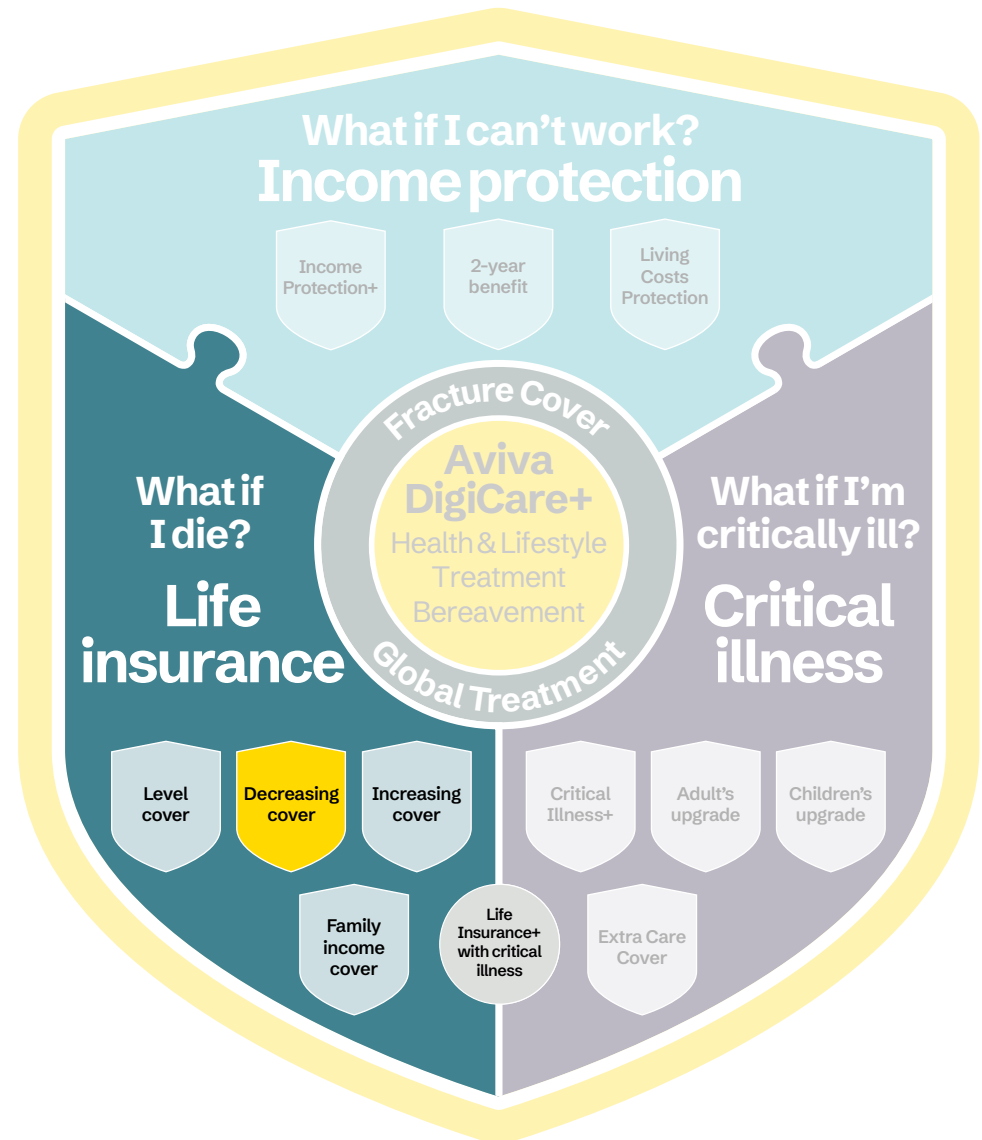 What if I can't work?
Income protection
Income
Protection+
2-year
benefit
Living
Costs
Protection
Fracture Cover
Aviva
DigiCare+
Health & Lifestyle
Treatment
Bereavement
Global Treatment
What if
I die?
Life
insurance
What if I'm
critically ill?
Critical
illness
Level
cover
Decreasing
cover
Increasing
cover
Critical
Illness+
Adult's
upgrade
Children's
upgrade
Family
income
cover
Life
Insurance+
with critical
illness
Extra Care
Cover